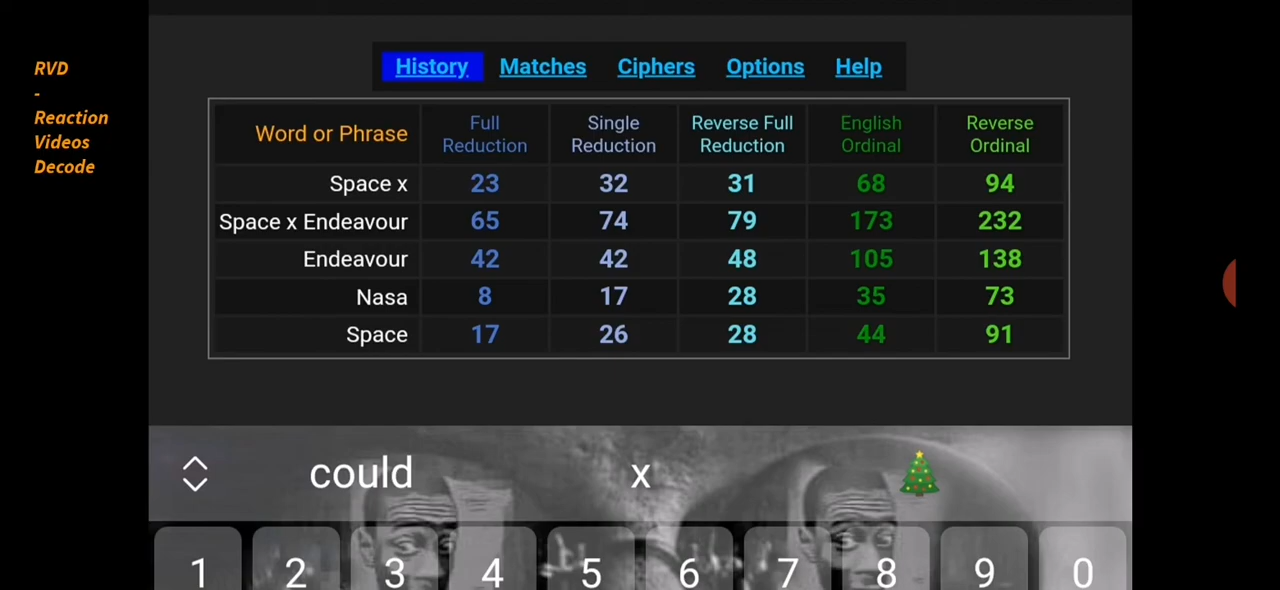 RVD
-
Reaction
Videos
Decode
History Matches Ciphers Options Help
Word or Phrase Full Reduction Single Reduction Reverse Full Reduction English Ordinal Reverse Ordinal
Space x 23 32 31 68 94
Space x Endeavour 65 74 79 173 232
Endeavour 42 42 48 105 138
Nasa 8 17 28 35 73
Space 17 26 28 44 91
could x 🎄
1 2 3 4 5 6 7 8 9 0